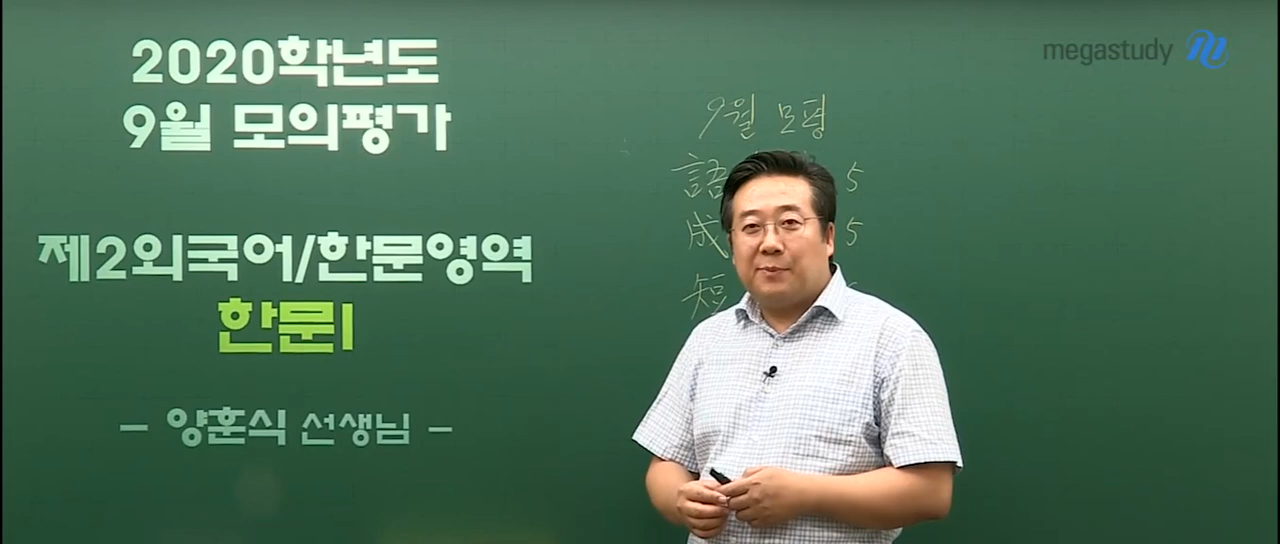 2020학년도
9월 모의평가
제2외국어/한문영역
한문I
- 양훈식 선생님 -
megastudy
9월 모평
語 5
成 5
短